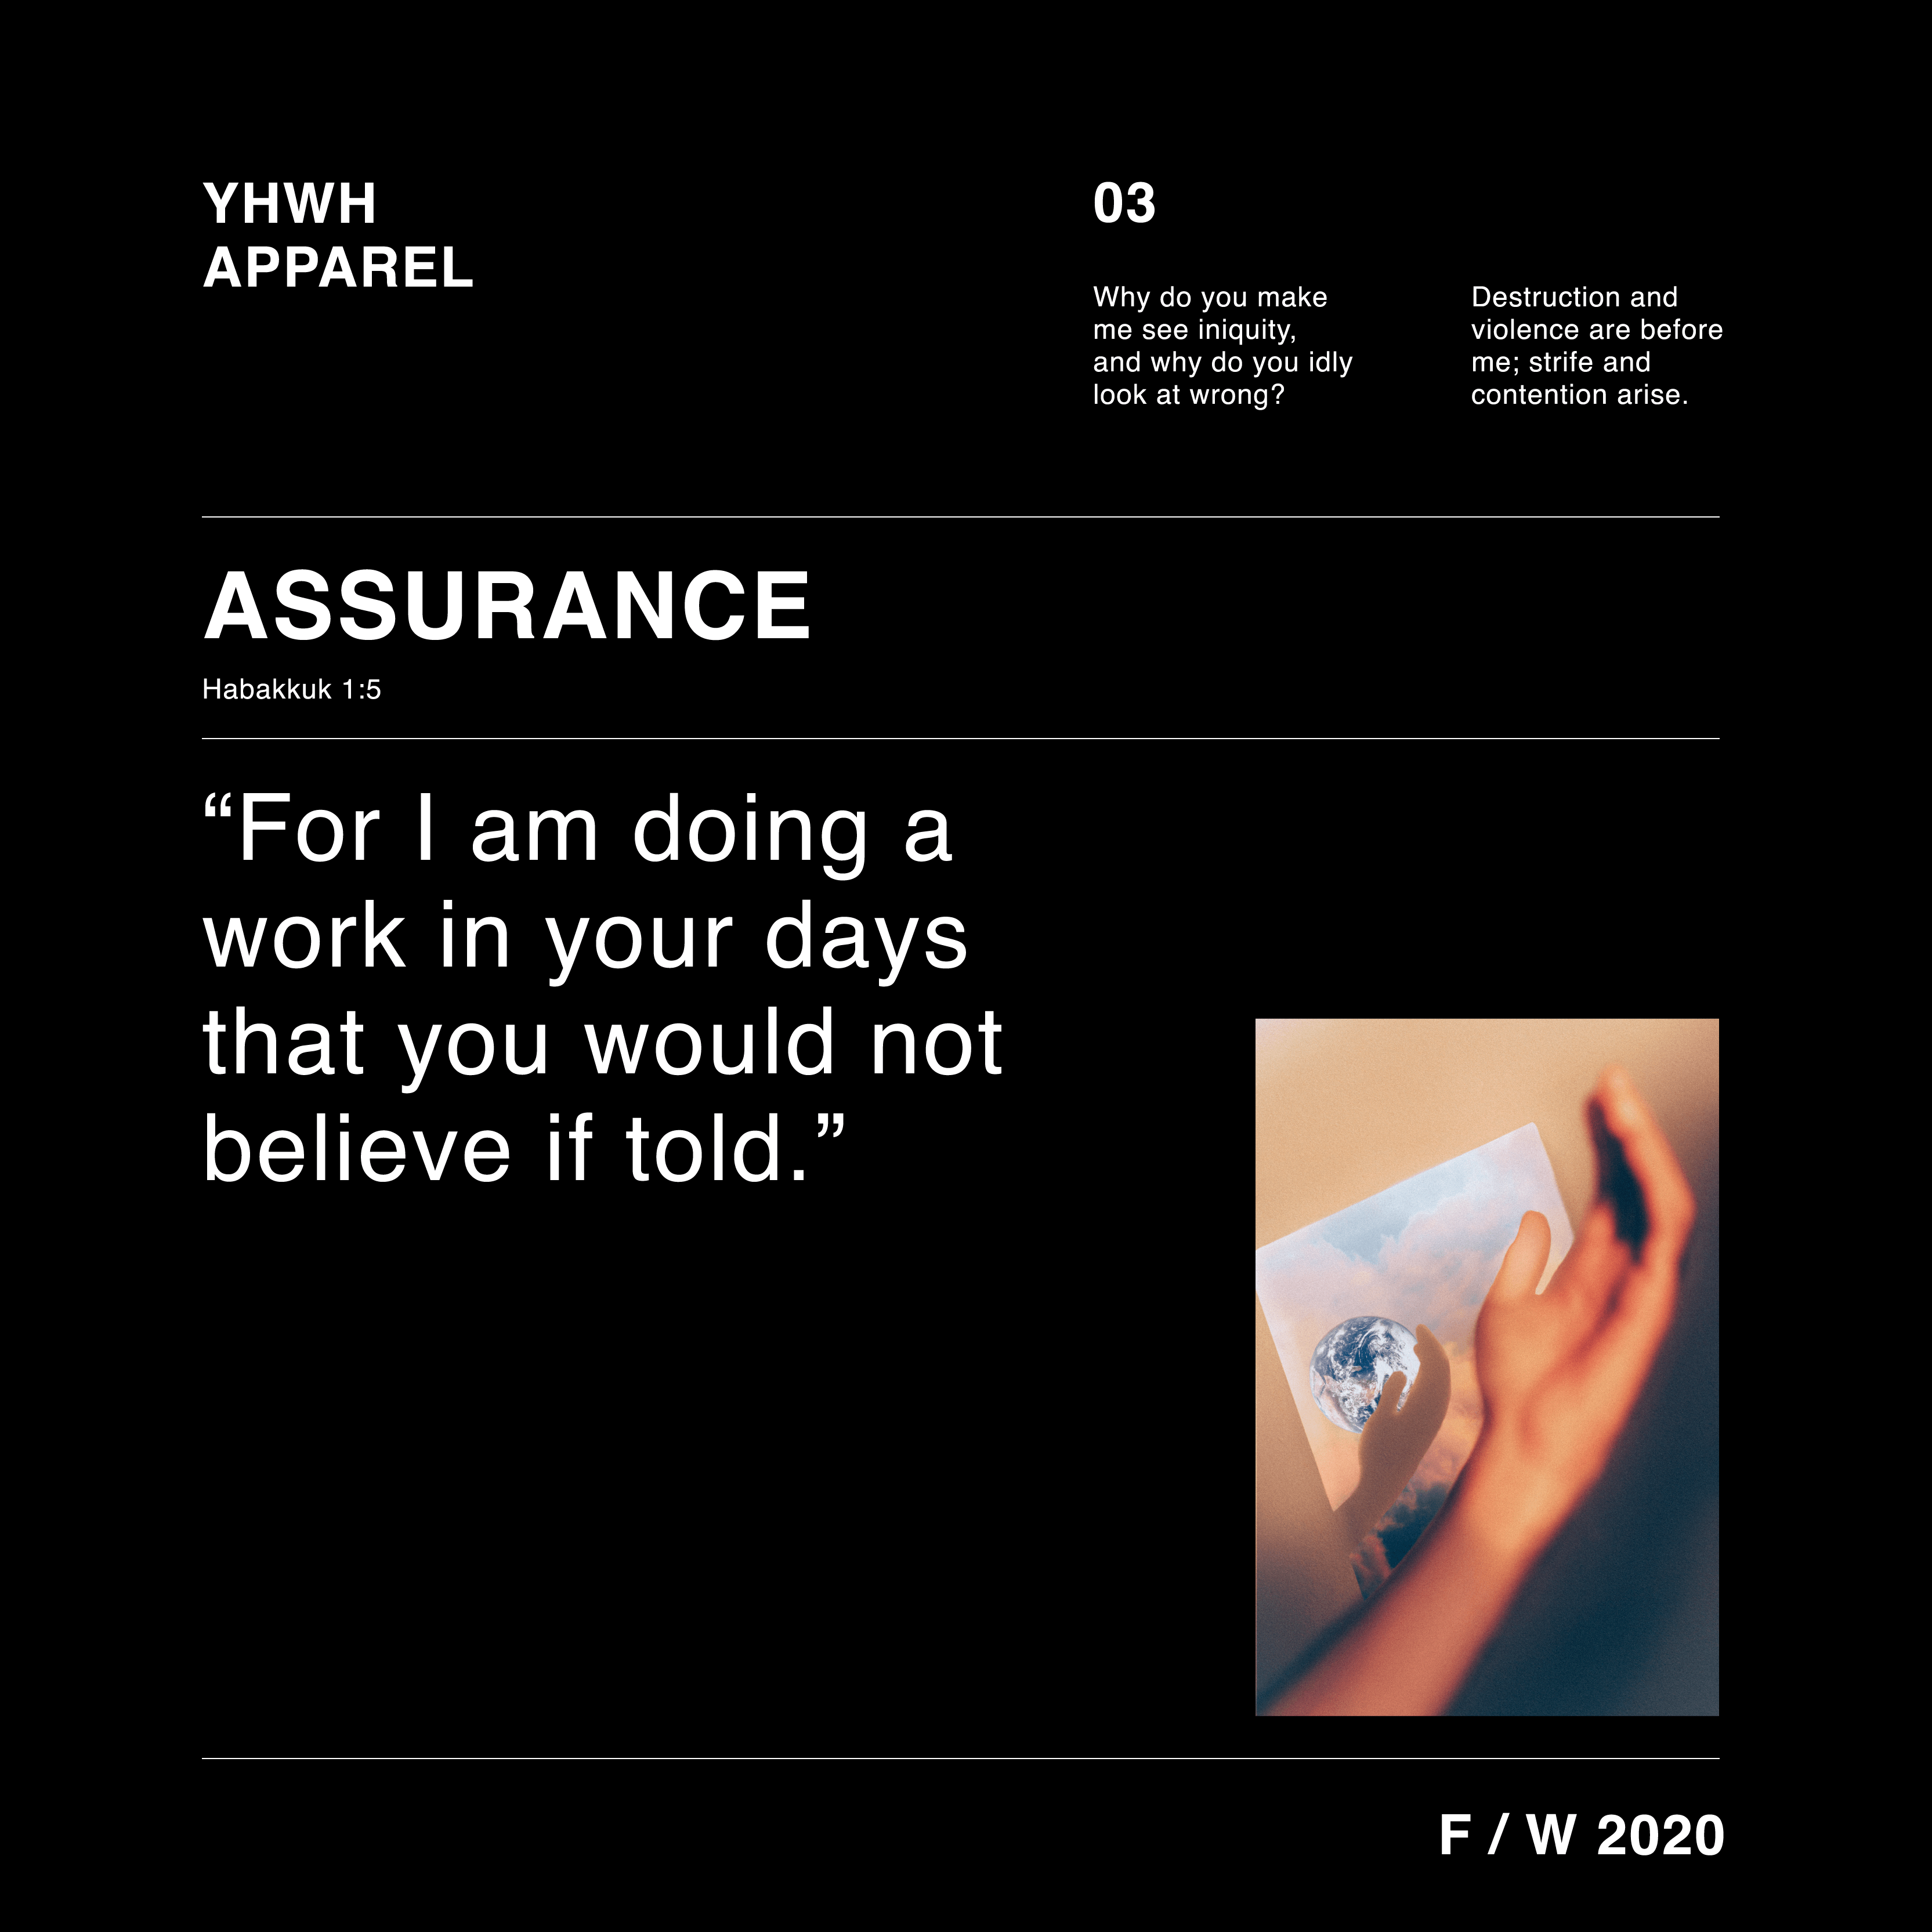 YHWH
APPAREL
03
Why do you make
me see iniquity,
and why do you idly
look at wrong?
Destruction and
violence are before
me; strife and
contention arise.
ASSURANCE
Habakkuk 1:5
“For I am doing a
work in your days
that you would not
believe if told.”
F / W 2020